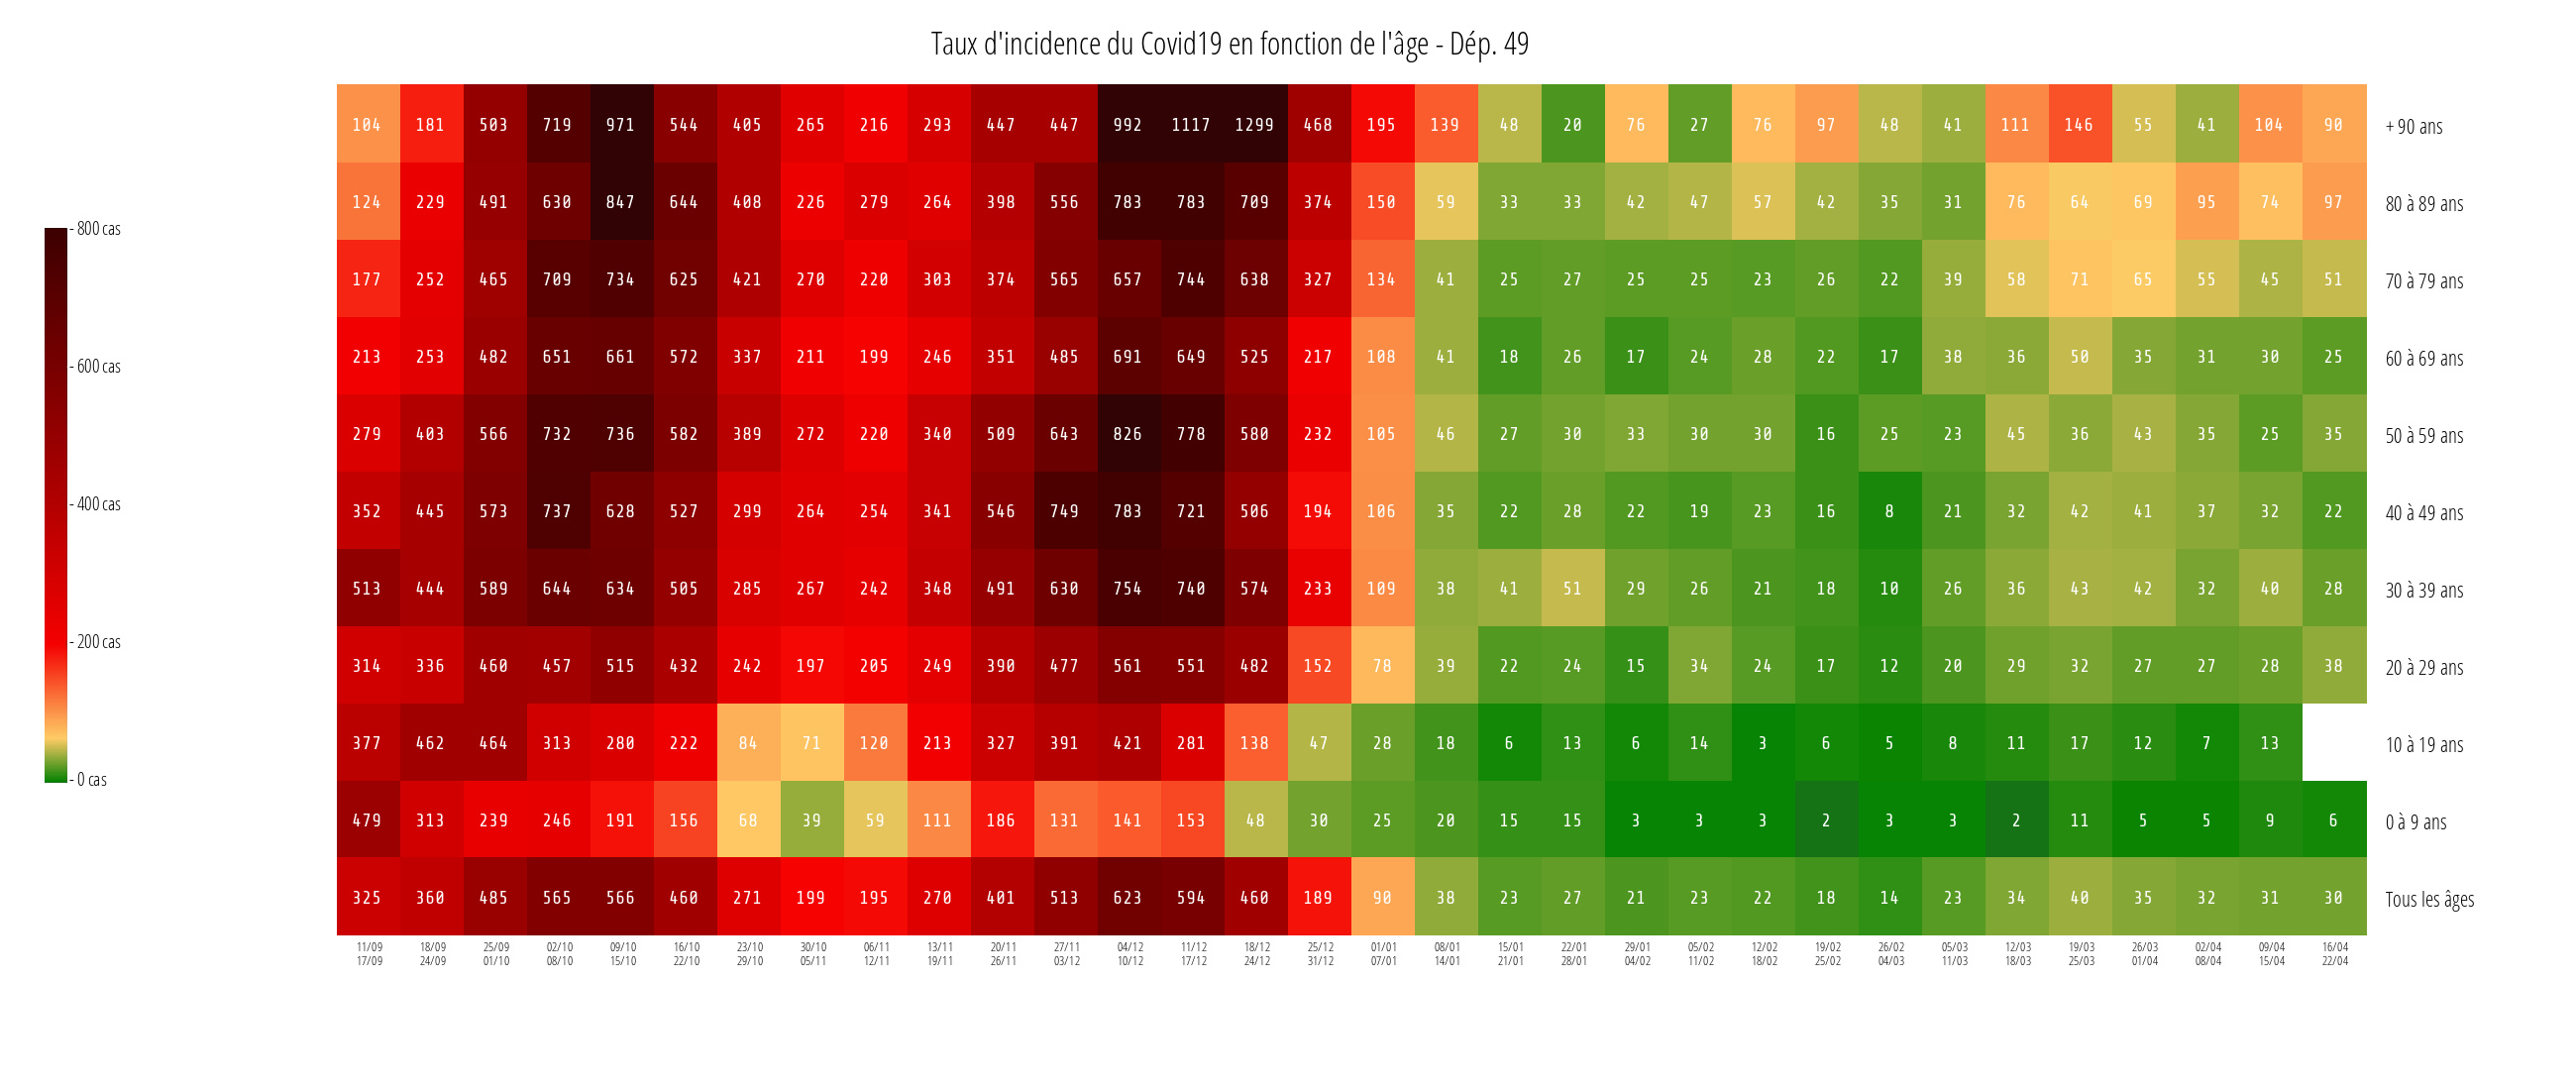 Taux d'incidence du Covid19 en fonction de l'âge - Dép. 49
- 800 cas
- 600 cas
- 400 cas
- 200 cas
- 0 cas
104 181 503 719 971 544 405 265 216 293 447 447 992 1117 1299 468 195 139 48 20 76 27 76 97 48 41 111 146 55 41 104 90 + 90 ans
124 229 491 630 847 644 408 226 279 264 398 556 783 783 709 374 150 59 33 33 42 47 57 42 35 31 76 64 69 95 74 97 80 à 89 ans
177 252 465 709 734 625 421 270 220 303 374 565 657 744 638 327 134 41 25 27 25 25 23 26 22 39 58 71 65 55 45 51 70 à 79 ans
213 253 482 651 661 572 337 211 199 246 351 485 691 649 525 217 108 41 18 26 17 24 28 22 17 38 36 50 35 31 30 25 60 à 69 ans
279 403 566 732 736 582 389 272 220 340 509 643 826 778 580 232 105 46 27 30 33 30 30 16 25 23 45 36 43 35 25 35 50 à 59 ans
352 445 573 737 628 527 299 264 254 341 546 749 783 721 506 194 106 35 22 28 22 19 23 16 8 21 32 42 41 37 32 22 40 à 49 ans
513 444 589 644 634 505 285 267 242 348 491 630 754 740 574 233 109 38 41 51 29 26 21 18 10 26 36 43 42 32 40 28 30 à 39 ans
314 336 460 457 515 432 242 197 205 249 390 477 561 551 482 152 78 39 22 24 15 34 24 17 12 20 29 32 27 27 28 38 20 à 29 ans
377 462 464 313 280 222 84 71 120 213 327 391 421 281 138 47 28 18 6 13 6 14 3 6 5 8 11 17 12 7 13 10 à 19 ans
479 313 239 246 191 156 68 39 59 111 186 131 141 153 48 30 25 20 15 15 3 3 3 2 3 3 2 11 5 5 9 6 0 à 9 ans
325 360 485 565 566 460 271 199 195 270 401 513 623 594 460 189 90 38 23 27 21 23 22 18 14 23 34 40 35 32 31 30 Tous les âges
11/09 18/09 25/09 02/10 09/10 16/10 23/10 30/10 06/11 13/11 20/11 27/11 04/12 11/12 18/12 25/12 01/01 08/01 15/01 22/01 29/01 05/02 12/02 19/02 26/02 05/03 12/03 19/03 26/03 02/04 09/04 16/04
17/09 24/09 01/10 08/10 15/10 22/10 29/10 05/11 12/11 19/11 26/11 03/12 10/12 17/12 24/12 31/12 07/01 14/01 21/01 28/01 04/02 11/02 18/02 25/02 04/03 11/03 18/03 25/03 01/04 08/04 15/04 22/04